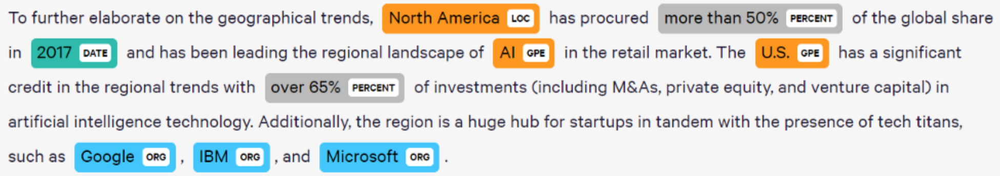 To further elaborate on the geographical trends, North America LOC has procured more than 50% PERCENT of the global share
in 2017 DATE and has been leading the regional landscape of AI GPE in the retail market. The U.S. GPE has a significant
credit in the regional trends with over 65% PERCENT of investments (including M&As, private equity, and venture capital) in
artificial intelligence technology. Additionally, the region is a huge hub for startups in tandem with the presence of tech titans,
such as Google ORG , IBM ORG , and Microsoft ORG .